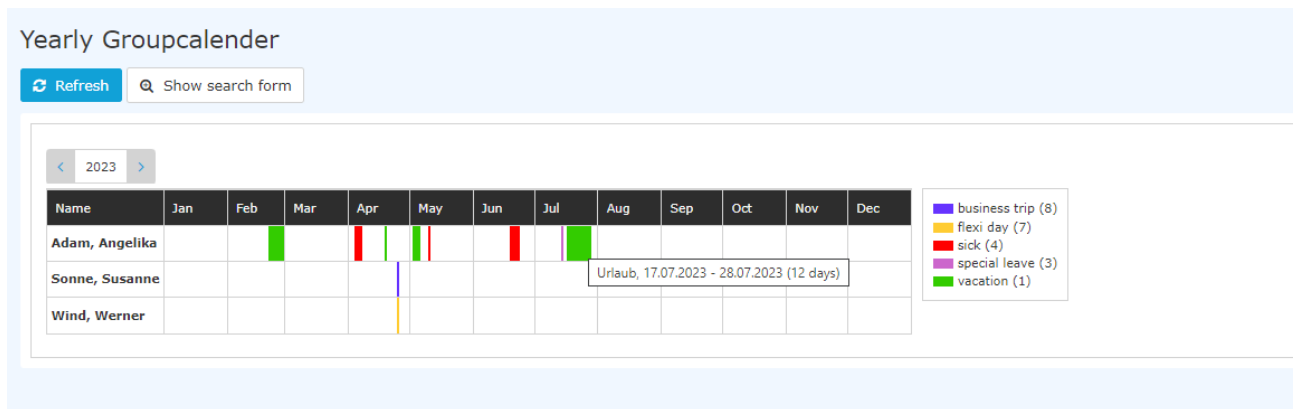 Yearly Groupcalender
Refresh Show search form
< 2023 >
Name Jan Feb Mar Apr May Jun Jul Aug Sep Oct Nov Dec
Adam, Angelika
Sonne, Susanne
Wind, Werner
Urlaub, 17.07.2023 - 28.07.2023 (12 days)
business trip (8)
flexi day (7)
sick (4)
special leave (3)
vacation (1)